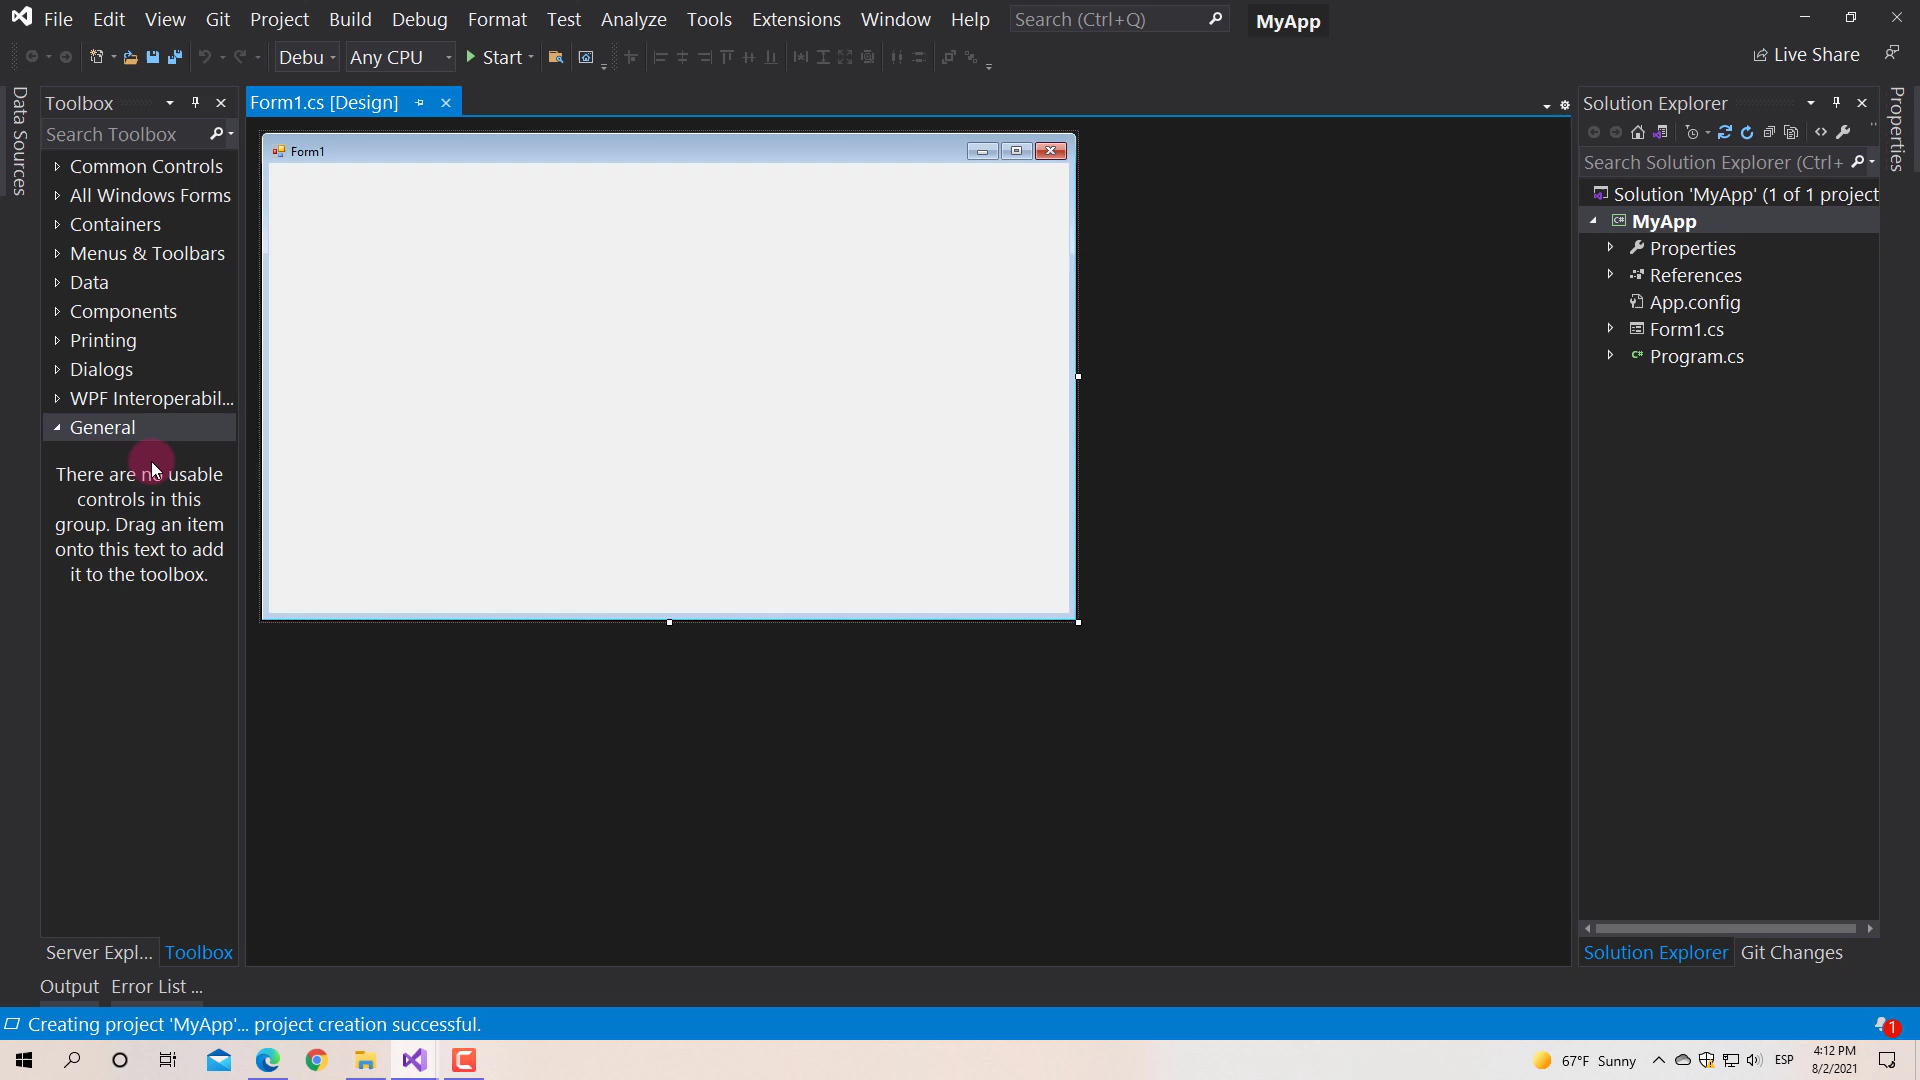 File Edit View Git Project Build Debug Format Test Analyze Tools Extensions Window Help Search (Ctrl+Q) MyApp
Debu Any CPU Start Live Share
Data Sources
Toolbox
Search Toolbox
Common Controls
All Windows Forms
Containers
Menus & Toolbars
Data
Components
Printing
Dialogs
WPF Interoperabil...
General
There are no usable
controls in this
group. Drag an item
onto this text to add
it to the toolbox.
Server Expl... Toolbox
Form1.cs [Design]
Form1
Solution Explorer
Search Solution Explorer (Ctrl+
Solution 'MyApp' (1 of 1 project
MyApp
Properties
References
App.config
Form1.cs
C# Program.cs
Solution Explorer Git Changes
Properties
Output Error List ...
Creating project 'MyApp'... project creation successful.
1
67°F Sunny ESP 4:12 PM
8/2/2021